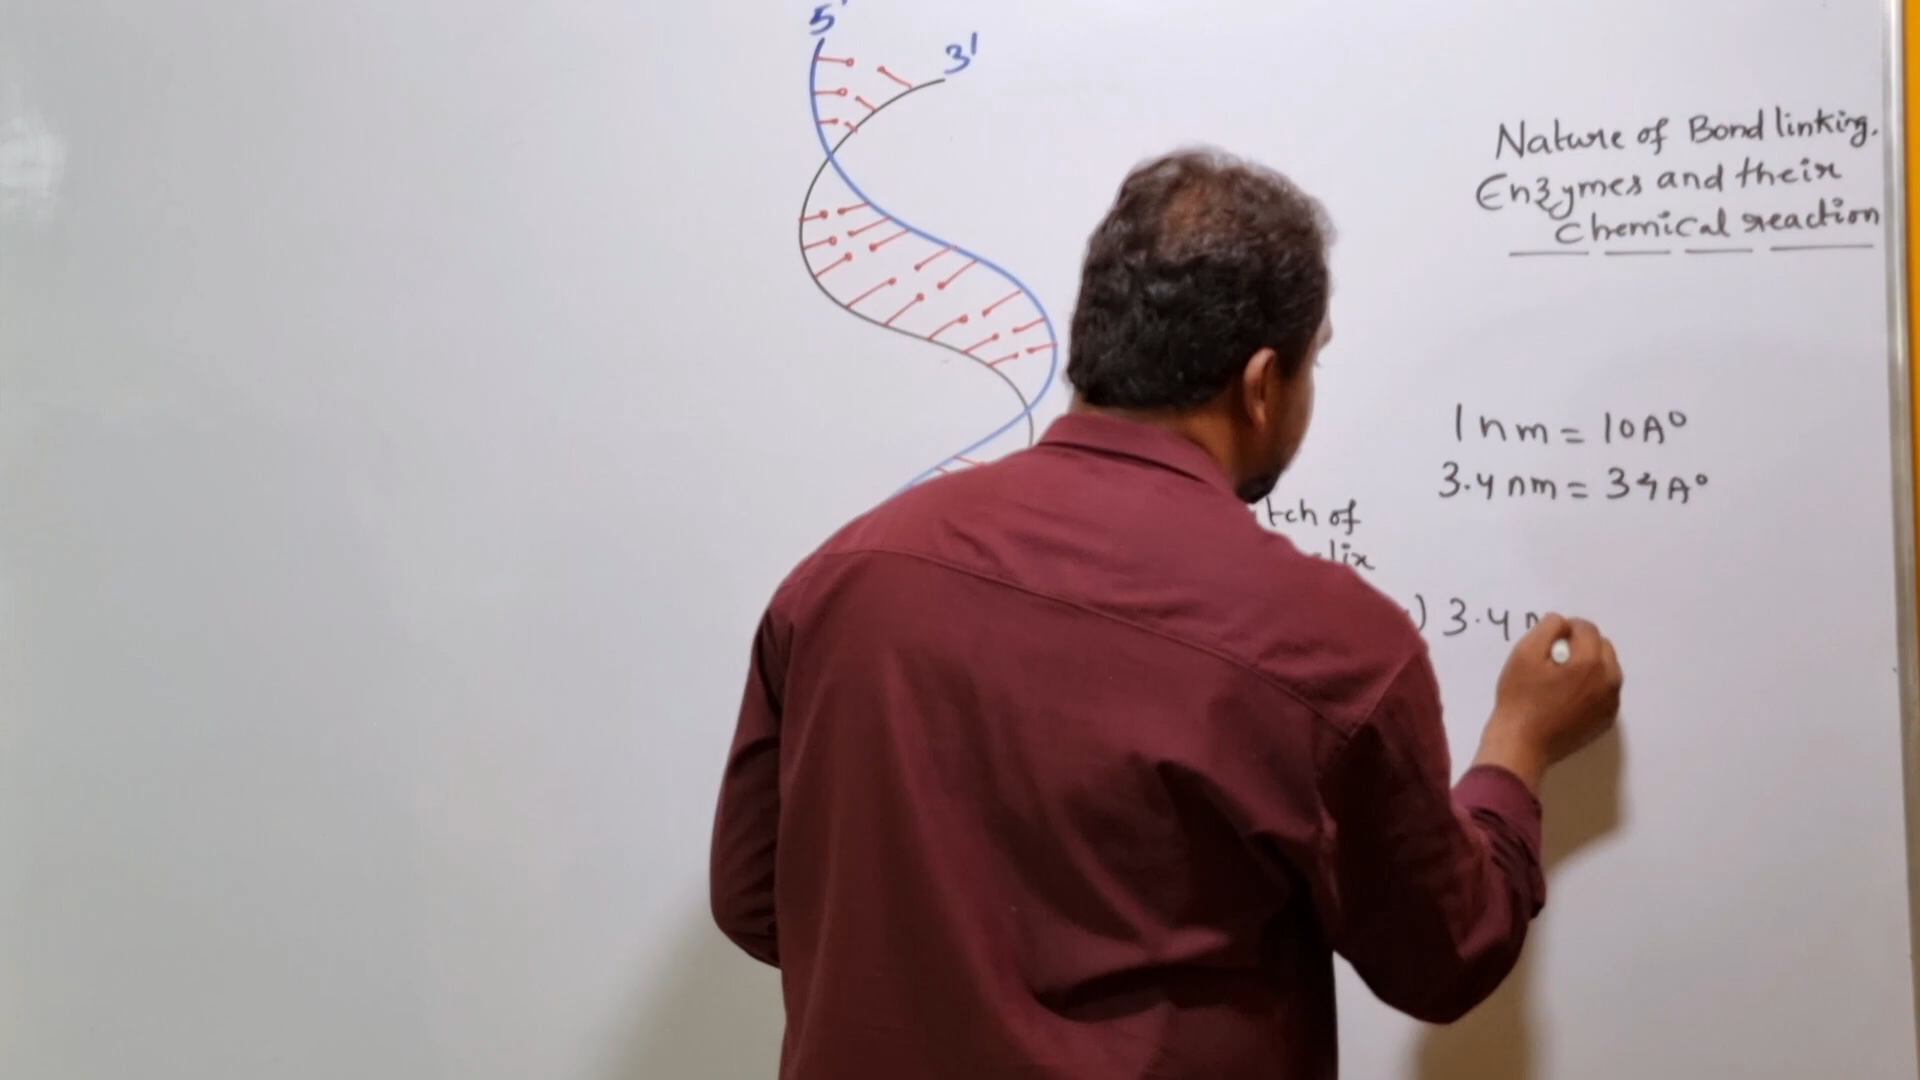 5'
3'
Nature of Bond linking.
Enzymes and their
Chemical reaction
1 nm = 10A°
3.4 nm = 34A°
of
) 3.4